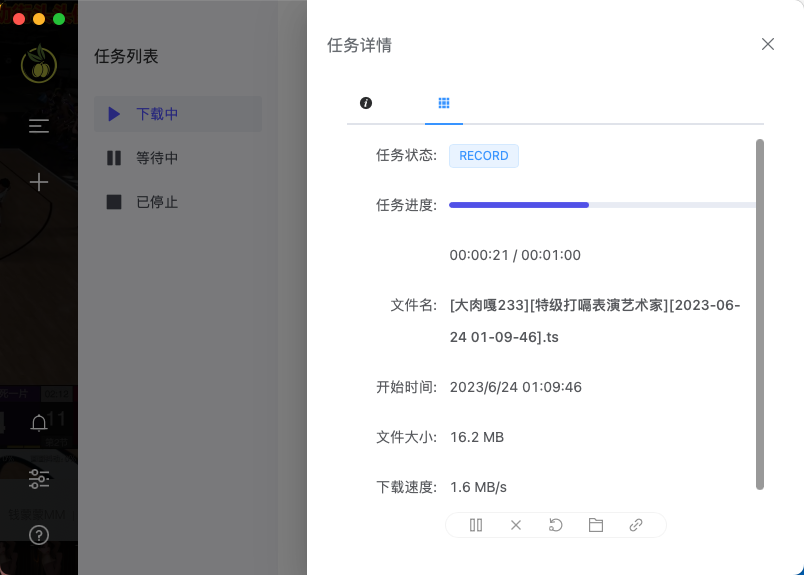 任务列表
下载中
等待中
已停止
任务详情
任务状态: RECORD
任务进度:
00:00:21 / 00:01:00
文件名: [大肉嘎233][特级打嗝表演艺术家][2023-06-
24 01-09-46].ts
开始时间: 2023/6/24 01:09:46
文件大小: 16.2 MB
下载速度: 1.6 MB/s